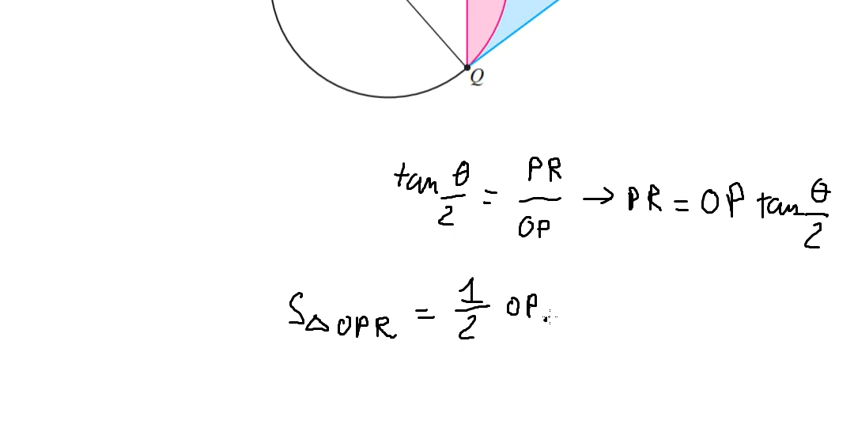 Q
tan θ/2 = PR/OP → PR = OP tan θ/2
S△OPR = 1/2 OP.